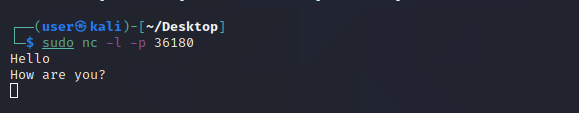 (user㉿kali)-[~/Desktop]
$ sudo nc -l -p 36180
Hello
How are you?